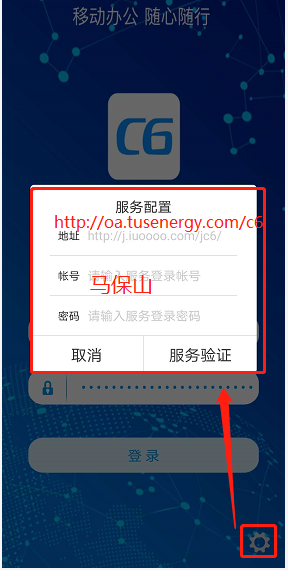 移动办公 随心随行
C6
服务配置
http://oa.tusenergy.com/c6
地址 http://j.iuoooo.com/jc6/
帐号 请输入服务登录帐号
马保山
密码 请输入服务登录密码
取消 服务验证
登录